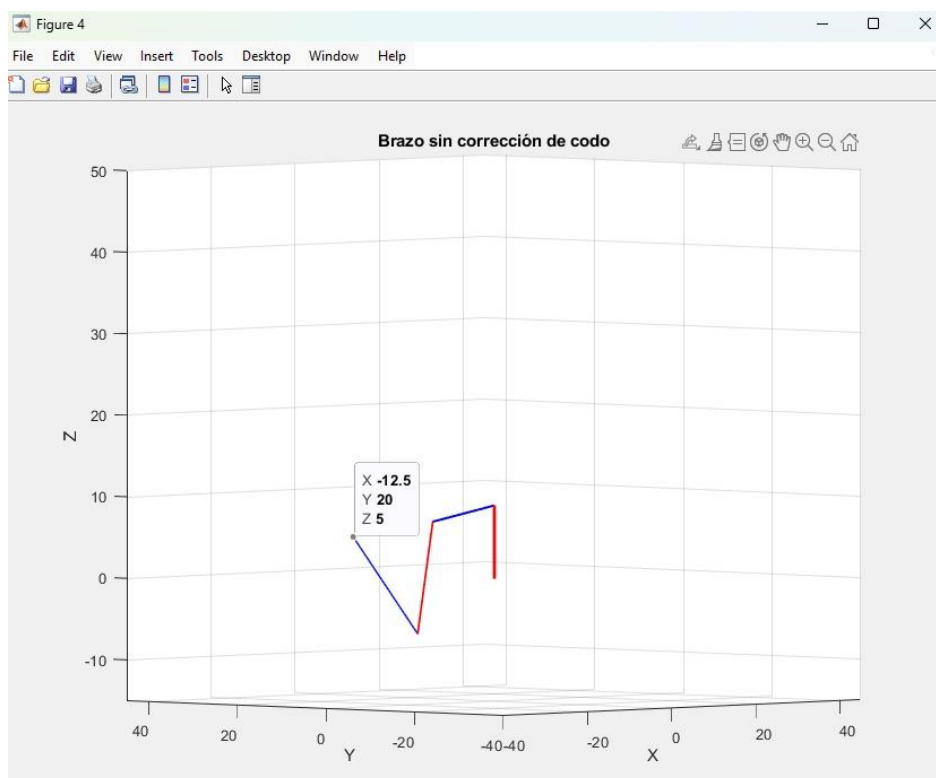 Figure 4
File Edit View Insert Tools Desktop Window Help
Brazo sin corrección de codo
50
40
30
20
10
0
-10
Z
X -12.5
Y 20
Z 5
40 20 0 -20 -40 -40 -20 0 20 40
Y X